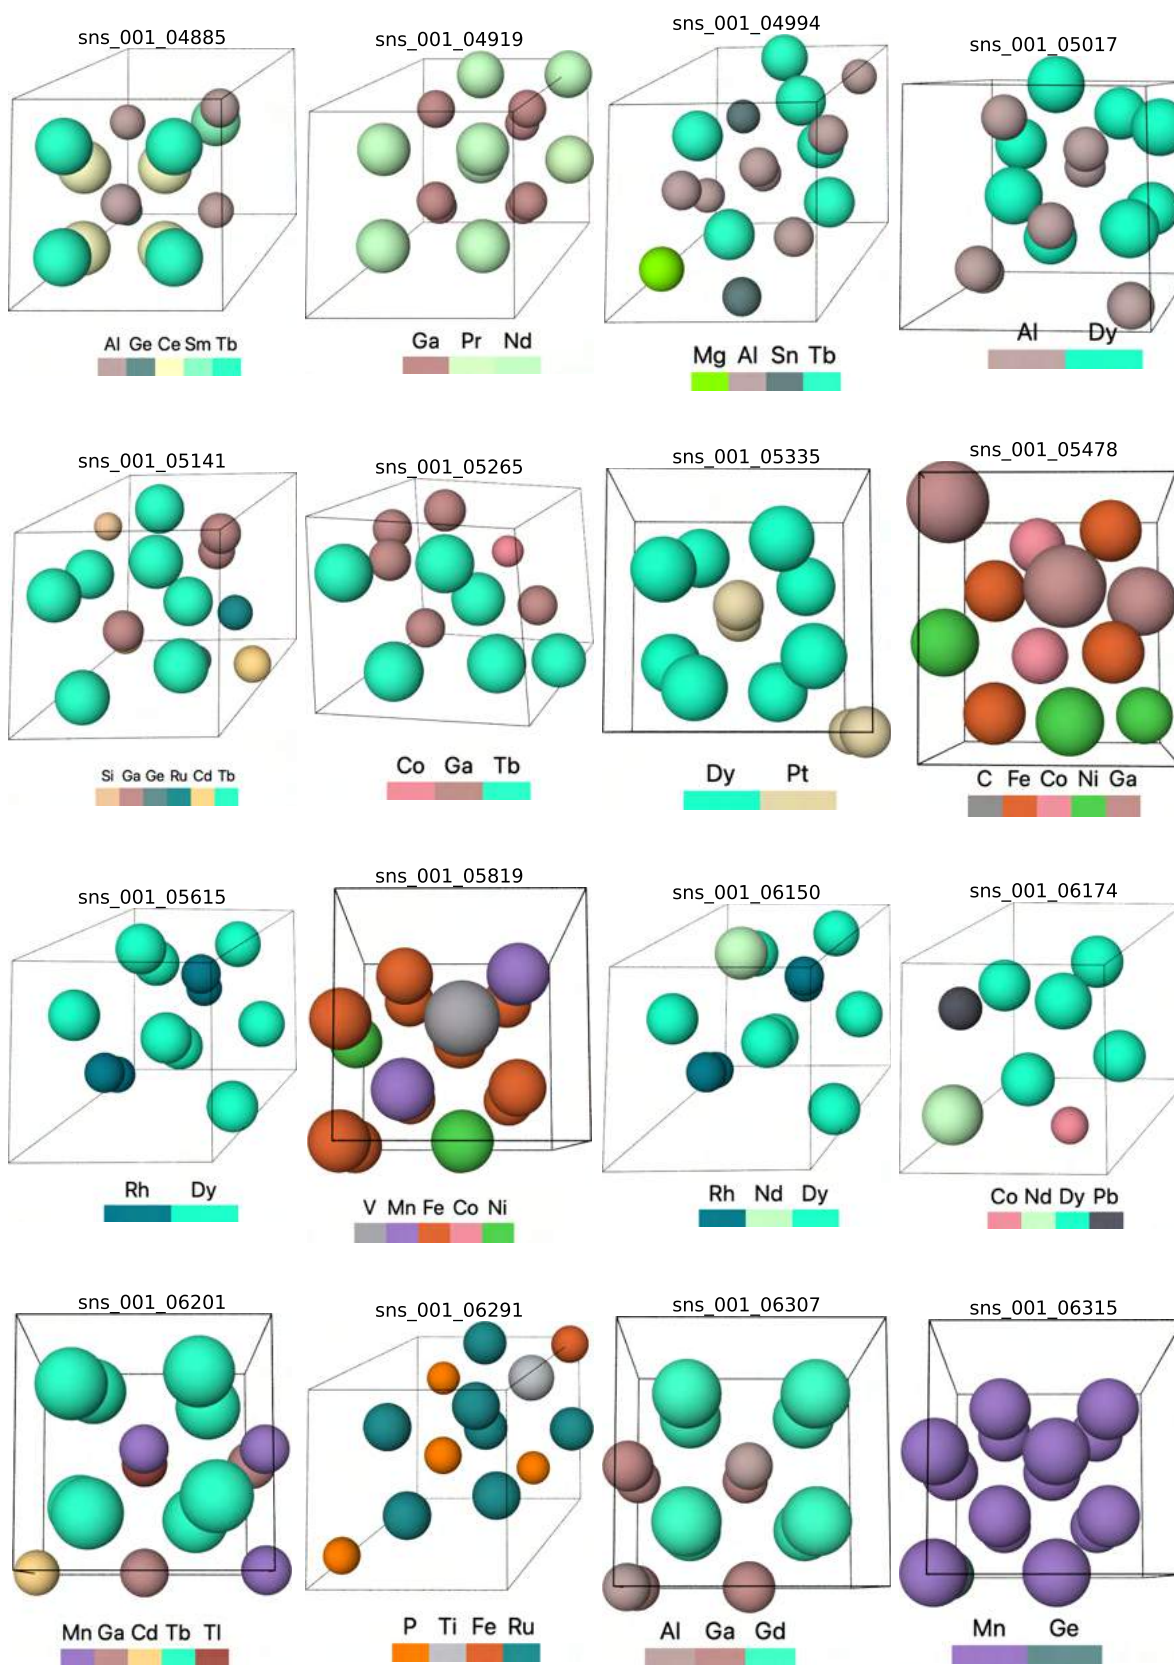 sns_001_04885
sns_001_04919
sns_001_04994
sns_001_05017
Al Ge Ce Sm Tb
Ga Pr Nd
Mg Al Sn Tb
Al Dy
sns_001_05141
sns_001_05265
sns_001_05335
sns_001_05478
Si Ga Ge Ru Cd Tb
Co Ga Tb
Dy Pt
C Fe Co Ni Ga
sns_001_05615
sns_001_05819
sns_001_06150
sns_001_06174
Rh Dy
V Mn Fe Co Ni
Rh Nd Dy
Co Nd Dy Pb
sns_001_06201
sns_001_06291
sns_001_06307
sns_001_06315
Mn Ga Cd Tb Tl
P Ti Fe Ru
Al Ga Gd
Mn Ge